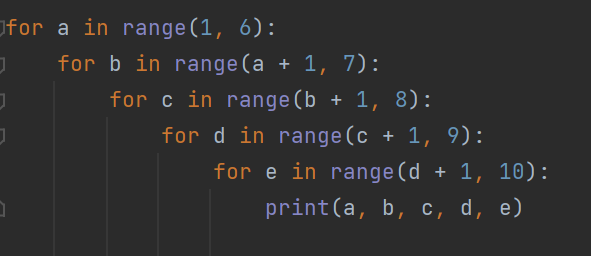 for a in range(1, 6):
    for b in range(a + 1, 7):
        for c in range(b + 1, 8):
            for d in range(c + 1, 9):
                for e in range(d + 1, 10):
                    print(a, b, c, d, e)